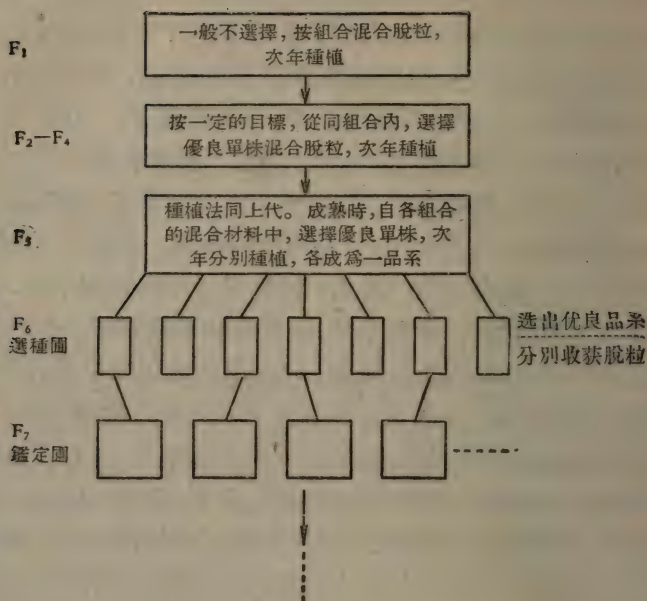 F₁
一般不選擇，按組合混合脫粒，
次年種植
F₂—F₄
按一定的目標，從同組合內，選擇
優良單株混合脫粒，次年種植
F₅
種植法同上代。成熟時，自各組合
的混合材料中，選擇優良單株，次
年分別種植，各成爲一品系
F₆
選種圃
选出优良品系
分別收获脫粒
F₇
鑑定圃